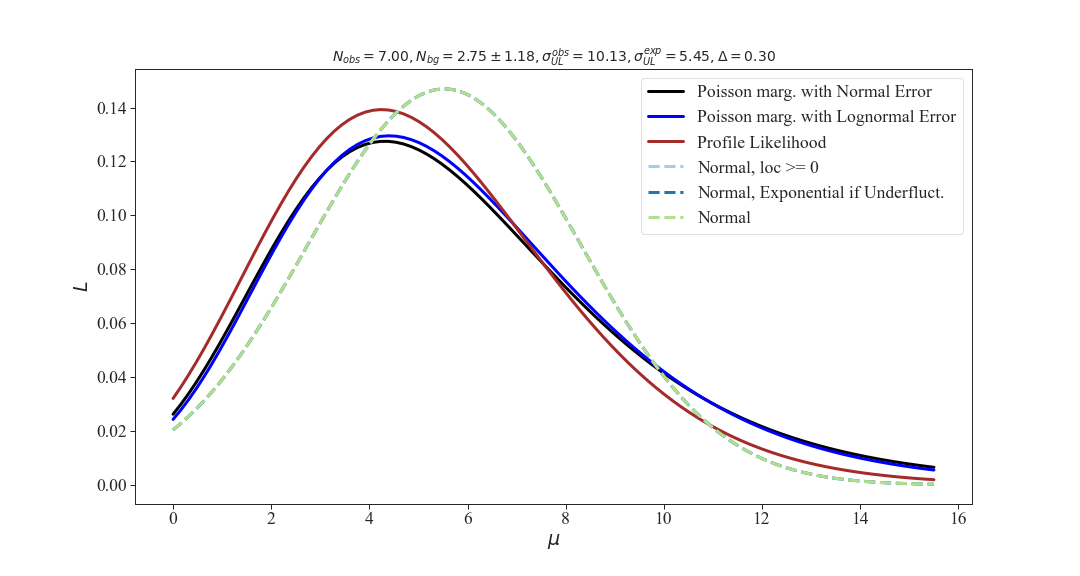 N_obs = 7.00, N_bg = 2.75 ± 1.18, σ_UL^obs = 10.13, σ_UL^exp = 5.45, Δ = 0.30
Poisson marg. with Normal Error
Poisson marg. with Lognormal Error
Profile Likelihood
Normal, loc >= 0
Normal, Exponential if Underfluct.
Normal
L
0.14
0.12
0.10
0.08
0.06
0.04
0.02
0.00
0 2 4 6 8 10 12 14 16
μ